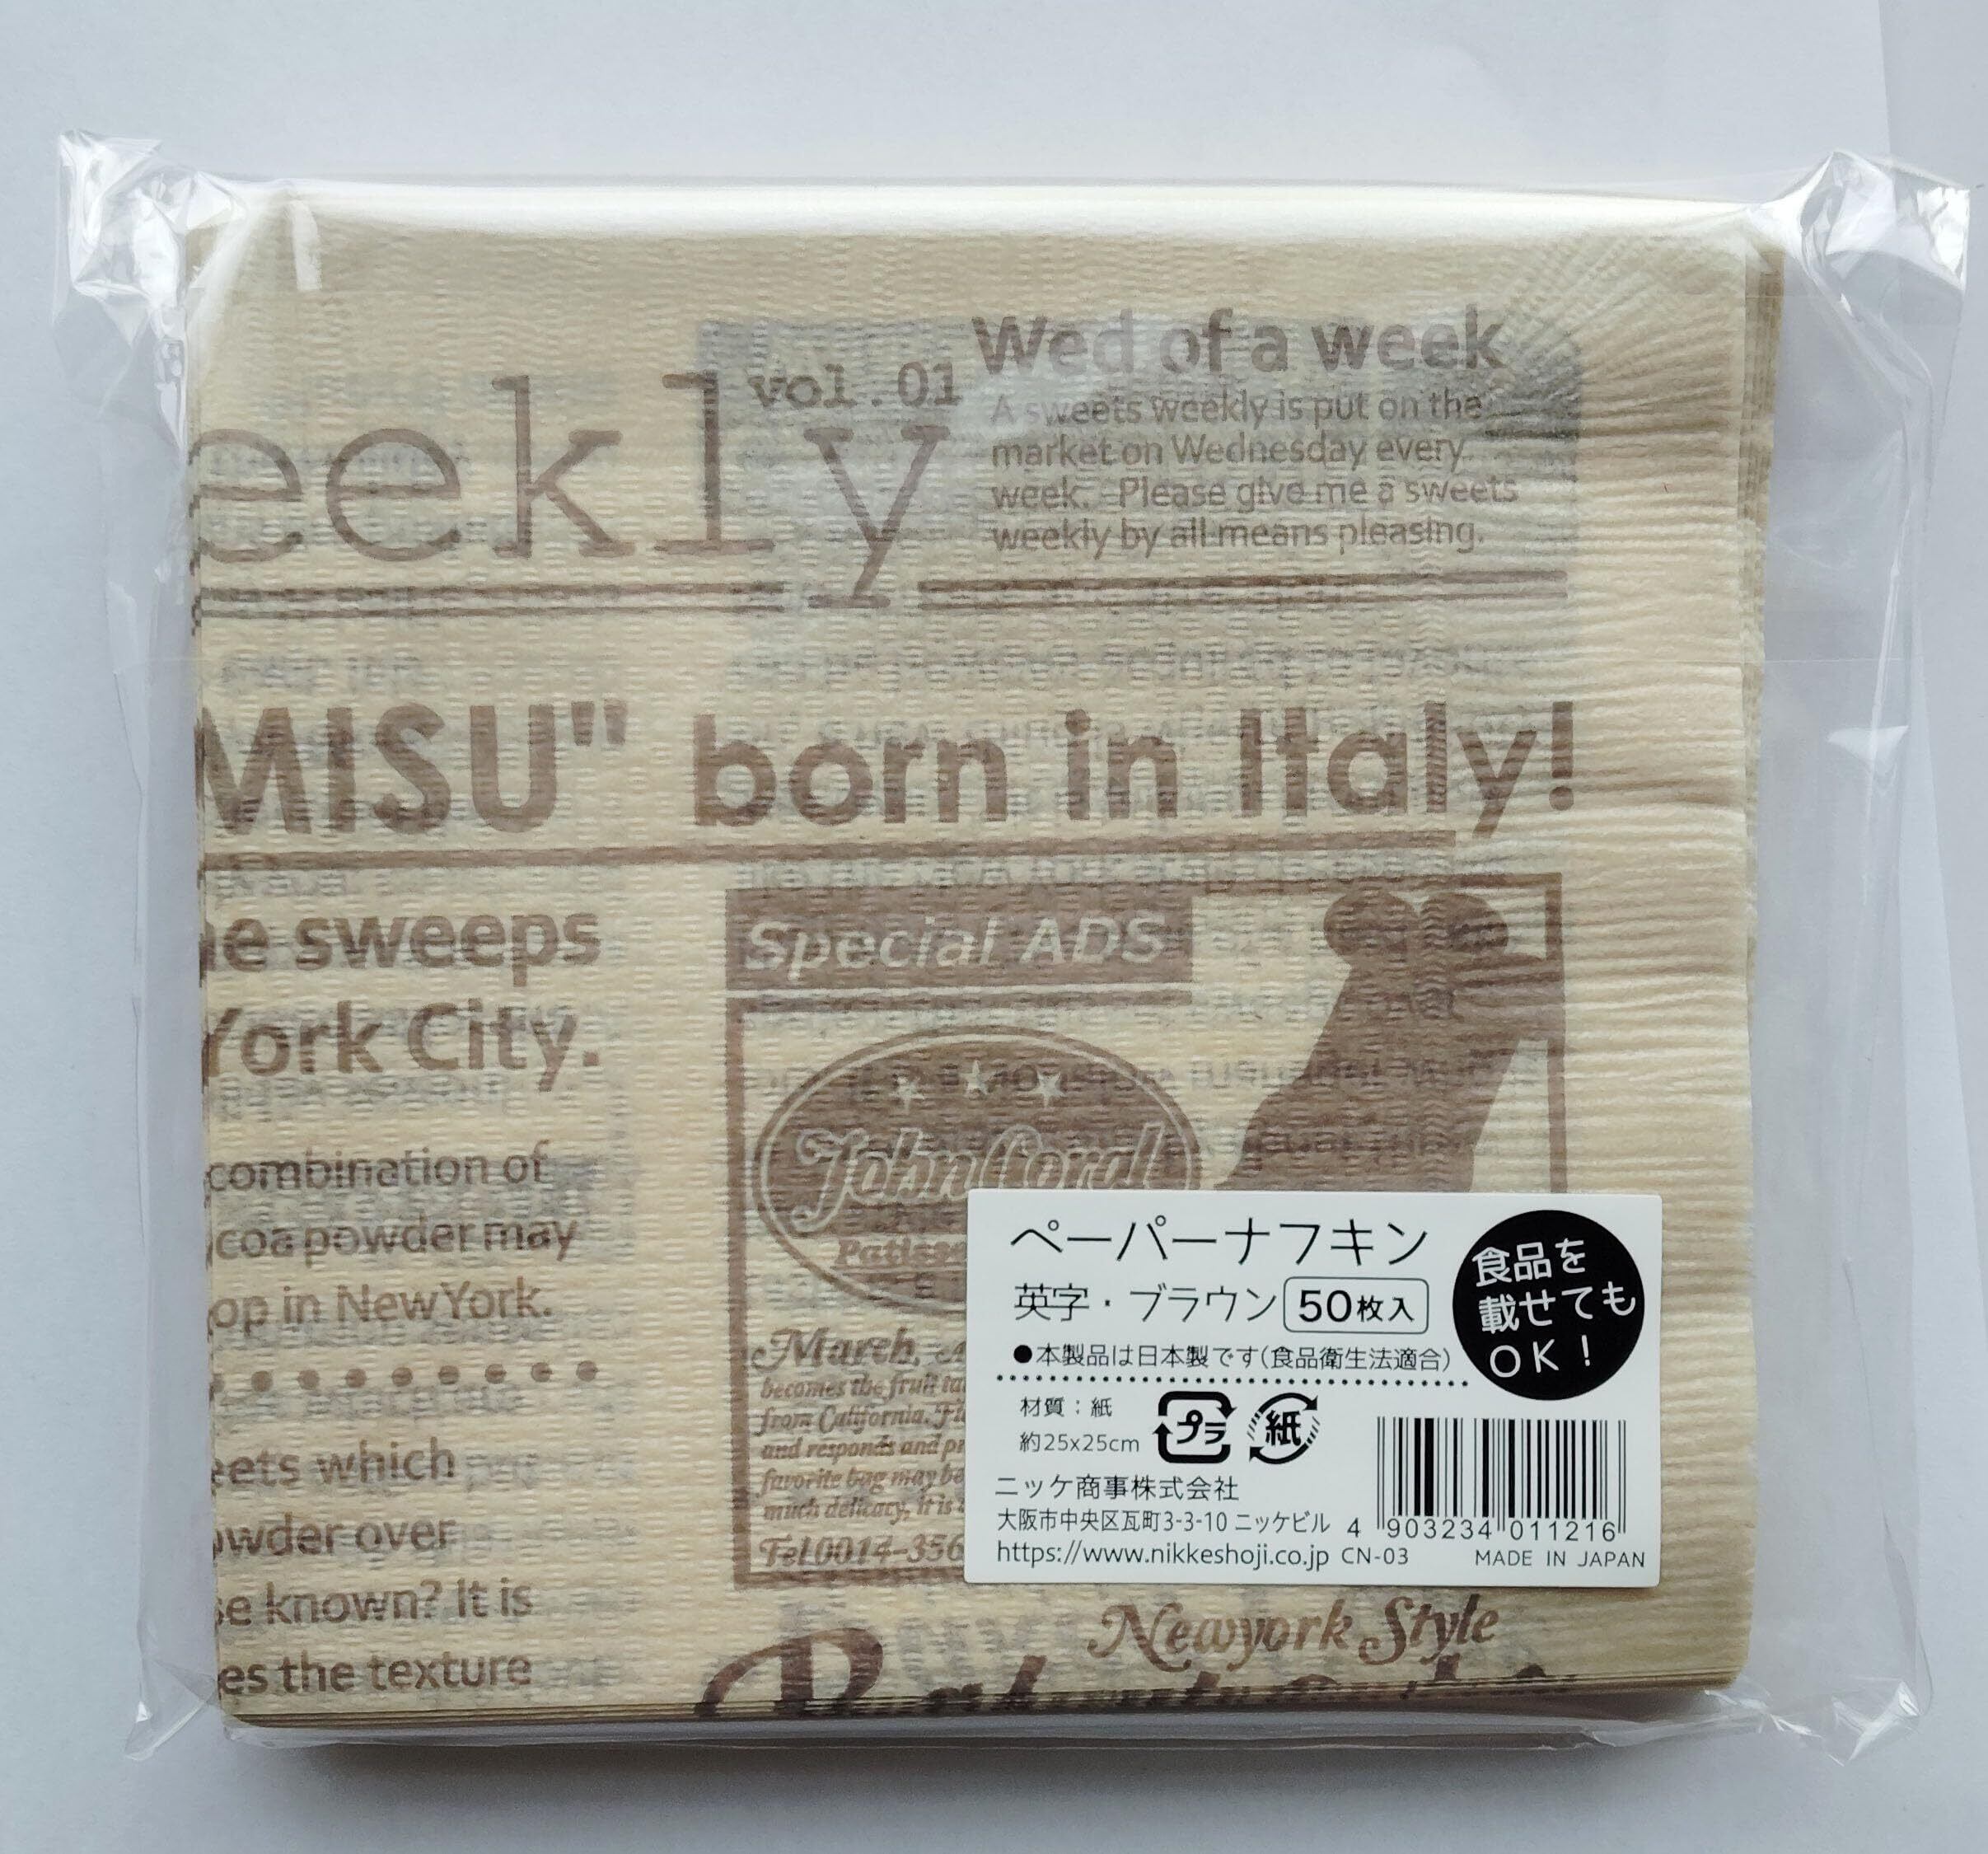 eekly
vol.01
Wed of a week
A sweets weekly is put on the
market on Wednesday every
week. Please give me a sweets
weekly by all means pleasing.
MISU" born in Italy!
e sweeps
York City.
combination of
coa powder may
op in NewYork.
eets which
owder over
se known? It is
es the texture
Special ADS
Johnford
Patisse
March,
becomes the fruit
from California.
and responds and
favorite bag may be
much delicacy, it is
Tel.0014-356
Newyork Style
ペーパーナフキン
英字・ブラウン 50枚入
食品を
載せても
OK!
●本製品は日本製です(食品衛生法適合)
材質:紙
約25x25cm
プラ
紙
ニッケ商事株式会社
大阪市中央区瓦町3-3-10 ニッケビル
https://www.nikkeshoji.co.jp CN-03
4 903234 011216
MADE IN JAPAN